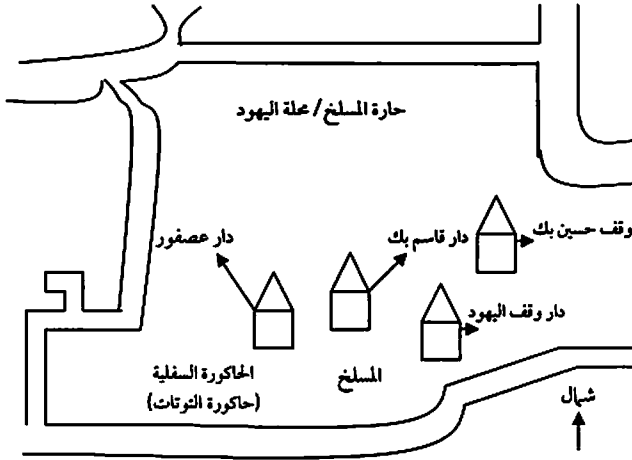 حارة المسلخ / محلة اليهود
وقف حسين بك
دار قاسم بك
دار عصفور
دار وقف اليهود
المسلخ
الحاكورة السفلية
(حاكورة التوتات)
شمال